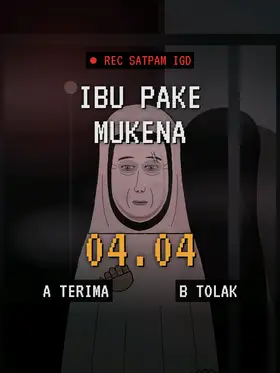 REC SATPAM IGD
IBU PAKE
MUKENA
04.04
A TERIMA B TOLAK